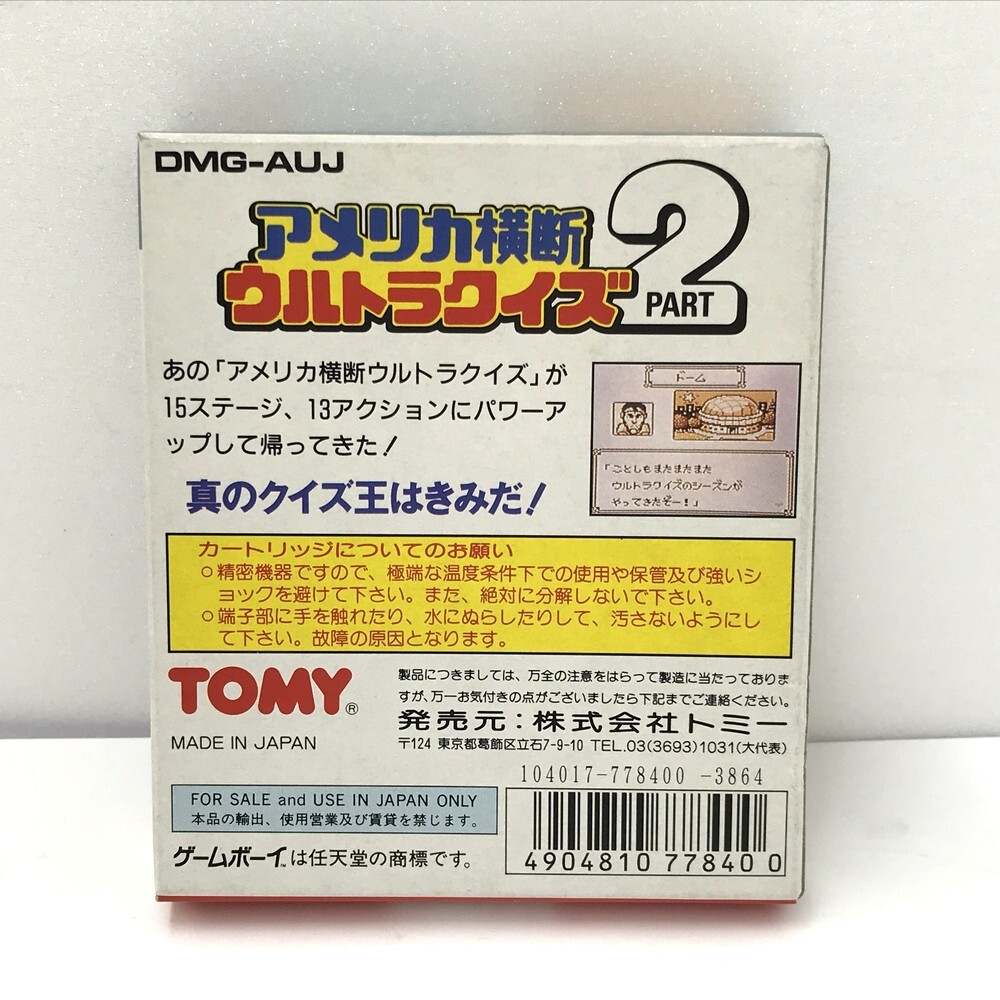 DMG-AUJ
アメリカ横断
ウルトラクイズ
PART 2
あの「アメリカ横断ウルトラクイズ」が
15ステージ、13アクションにパワーア
ップして帰ってきた!
真のクイズ王はきみだ!
ドーム
「ことしもまたまたまた
ウルトラクイズのシーズンが
やってきたぞー!」
カートリッジについてのお願い
○精密機器ですので、極端な温度条件下での使用や保管及び強いシ
ョックを避けて下さい。また、絶対に分解しないで下さい。
○端子部に手を触れたり、水にぬらしたりして、汚さないようにし
て下さい。故障の原因となります。
TOMY®
MADE IN JAPAN
製品につきましては、万全の注意をはらって製造に当たっておりま
すが、万一お気付きの点がございましたら下記までご連絡ください。
発売元:株式会社トミー
〒124 東京都葛飾区立石7-9-10 TEL.03(3693)1031(大代表)
104017-778400 -3864
FOR SALE and USE IN JAPAN ONLY
本品の輸出、使用営業及び賃貸を禁じます。
ゲームボーイ™は任天堂の商標です。
4904810 77840 0